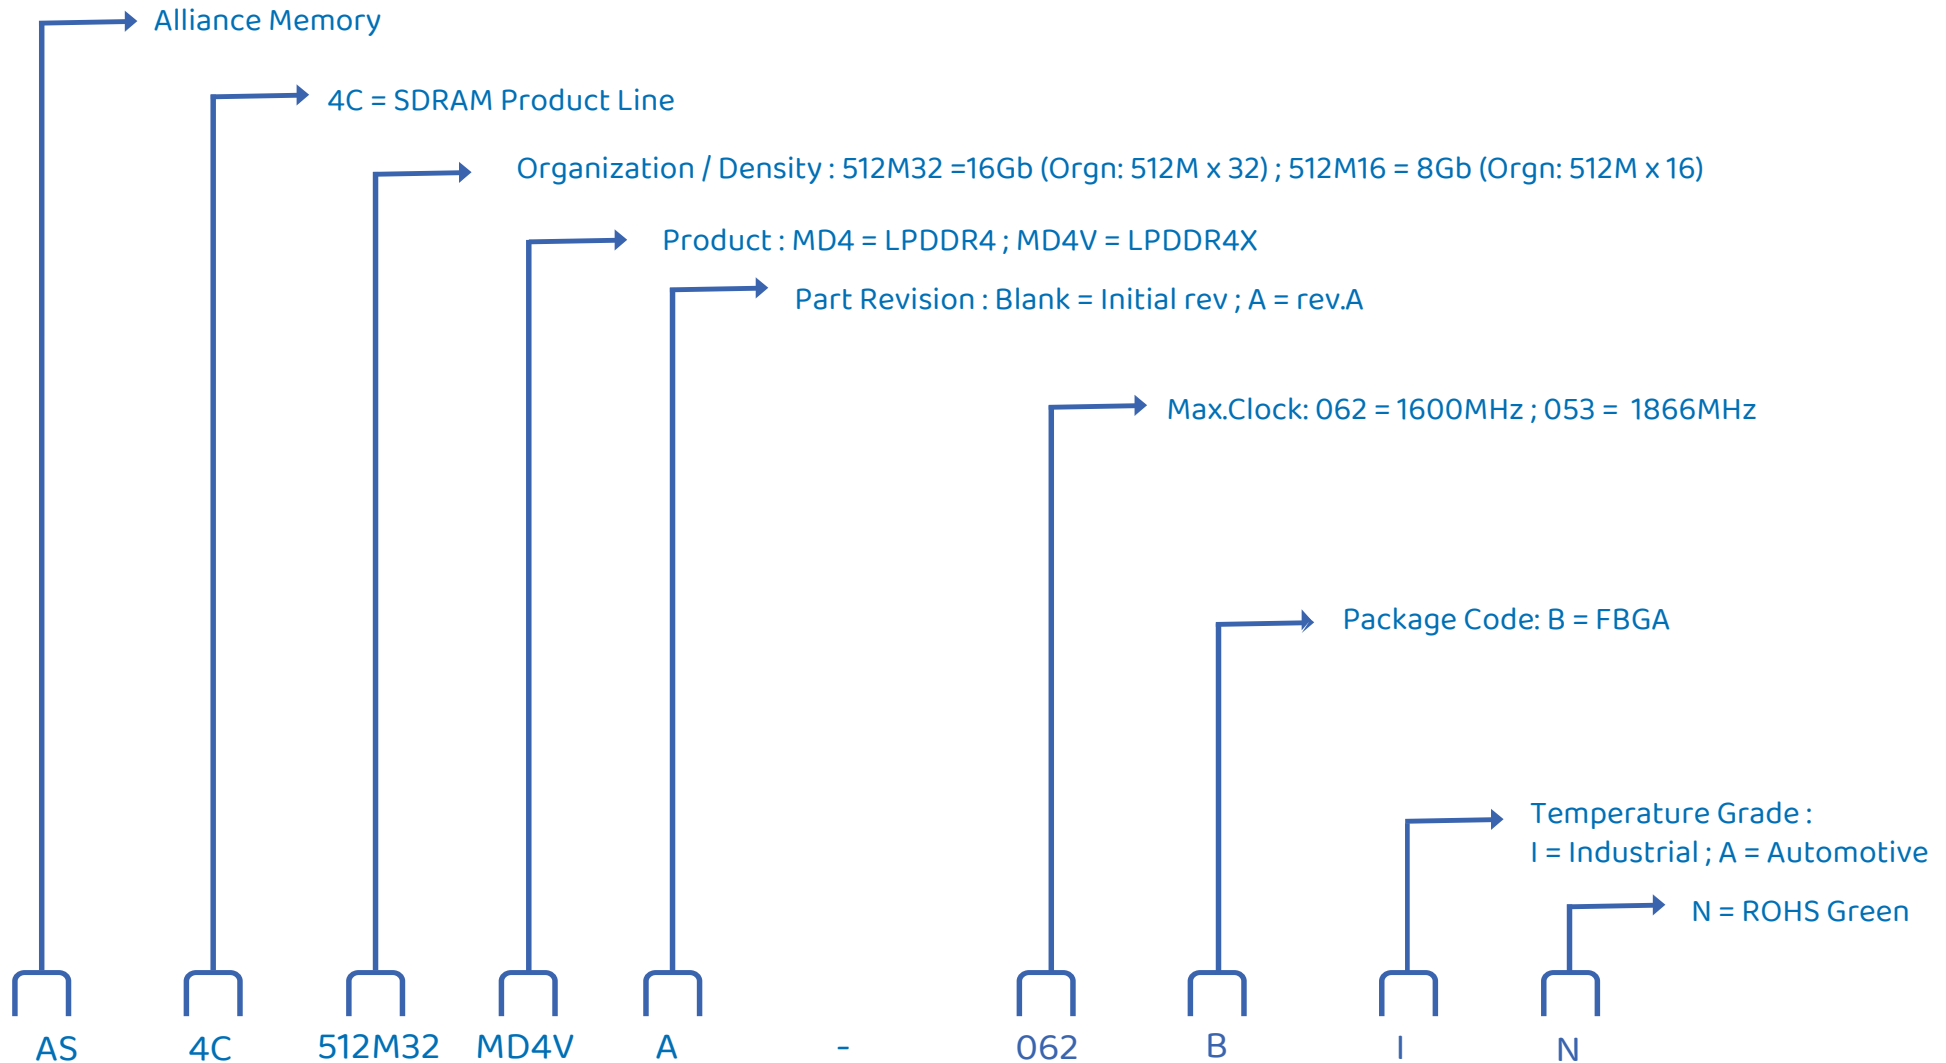 Alliance Memory
4C = SDRAM Product Line
Organization / Density : 512M32 =16Gb (Orgn: 512M x 32) ; 512M16 = 8Gb (Orgn: 512M x 16)
Product : MD4 = LPDDR4 ; MD4V = LPDDR4X
Part Revision : Blank = Initial rev ; A = rev.A
Max.Clock: 062 = 1600MHz ; 053 = 1866MHz
Package Code: B = FBGA
Temperature Grade :
I = Industrial ; A = Automotive
N = ROHS Green
AS 4C 512M32 MD4V A - 062 B I N